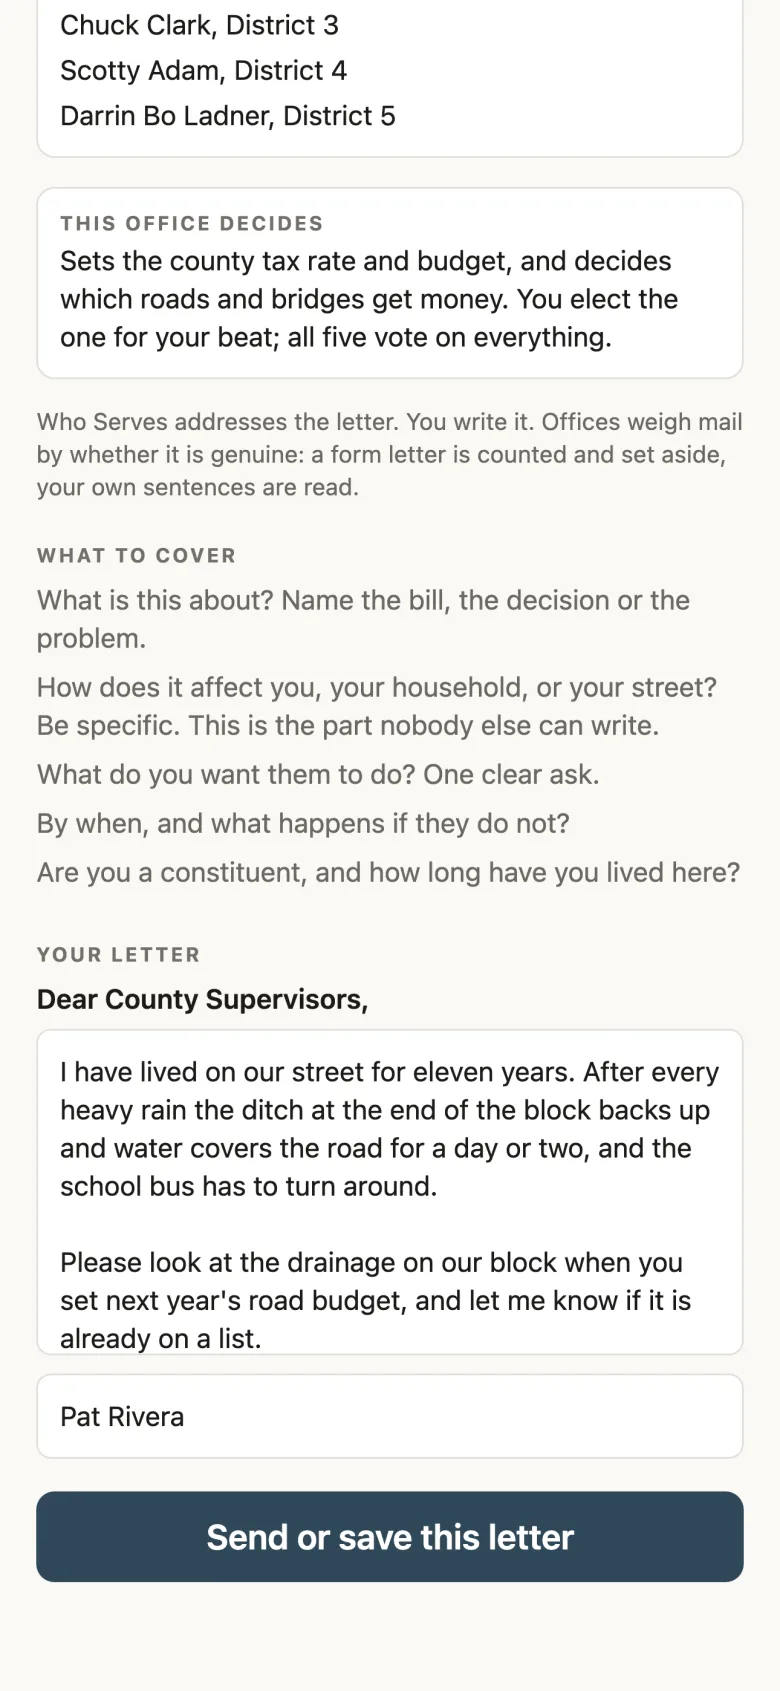 Chuck Clark, District 3
Scotty Adam, District 4
Darrin Bo Ladner, District 5
THIS OFFICE DECIDES
Sets the county tax rate and budget, and decides
which roads and bridges get money. You elect the
one for your beat; all five vote on everything.
Who Serves addresses the letter. You write it. Offices weigh mail
by whether it is genuine: a form letter is counted and set aside,
your own sentences are read.
WHAT TO COVER
What is this about? Name the bill, the decision or the
problem.
How does it affect you, your household, or your street?
Be specific. This is the part nobody else can write.
What do you want them to do? One clear ask.
By when, and what happens if they do not?
Are you a constituent, and how long have you lived here?
YOUR LETTER
Dear County Supervisors,
I have lived on our street for eleven years. After every
heavy rain the ditch at the end of the block backs up
and water covers the road for a day or two, and the
school bus has to turn around.
Please look at the drainage on our block when you
set next year's road budget, and let me know if it is
already on a list.
Pat Rivera
Send or save this letter